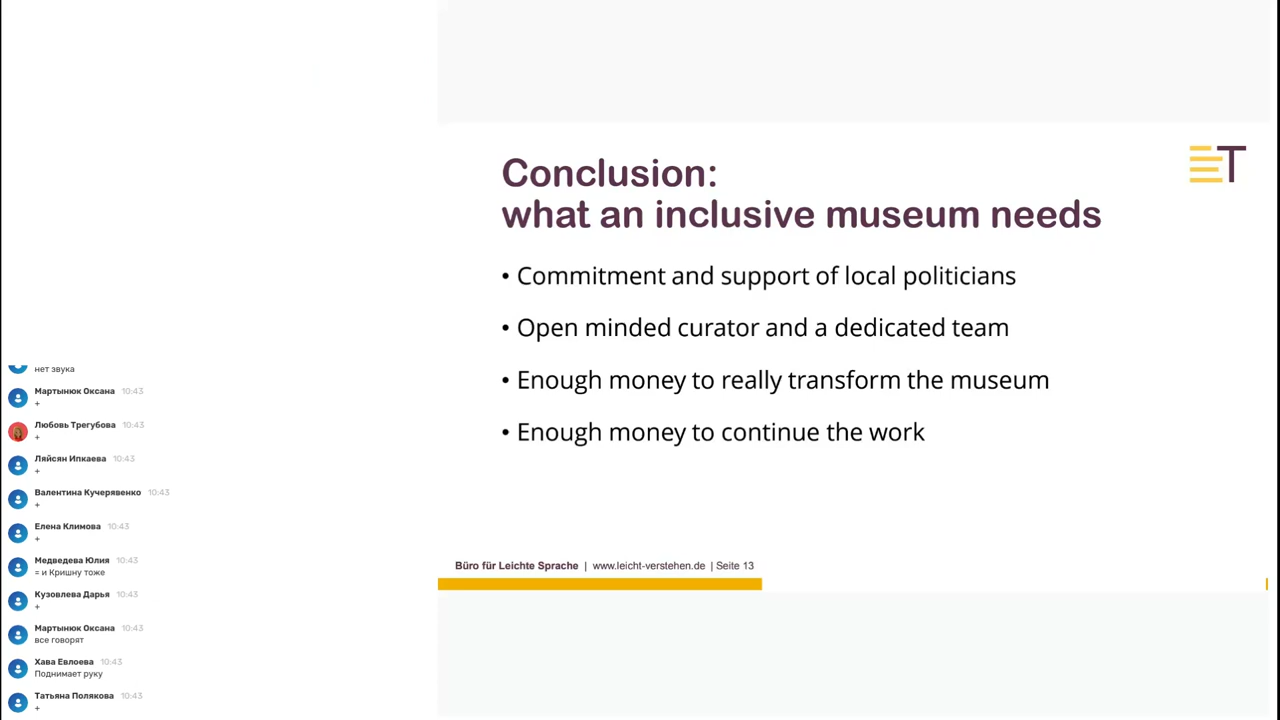 нет звука
Мартынюк Оксана 10:43
+
Любовь Трегубова 10:43
+
Ляйсян Ипкаева 10:43
+
Валентина Кучерявенко 10:43
+
Елена Климова 10:43
+
Медведева Юлия 10:43
= и Кришну тоже
Кузовлева Дарья 10:43
+
Мартынюк Оксана 10:43
все говорят
Хава Евлоева 10:43
Поднимает руку
Татьяна Полякова 10:43
+
T
Conclusion:
what an inclusive museum needs
• Commitment and support of local politicians
• Open minded curator and a dedicated team
• Enough money to really transform the museum
• Enough money to continue the work
Büro für Leichte Sprache | www.leicht-verstehen.de | Seite 13